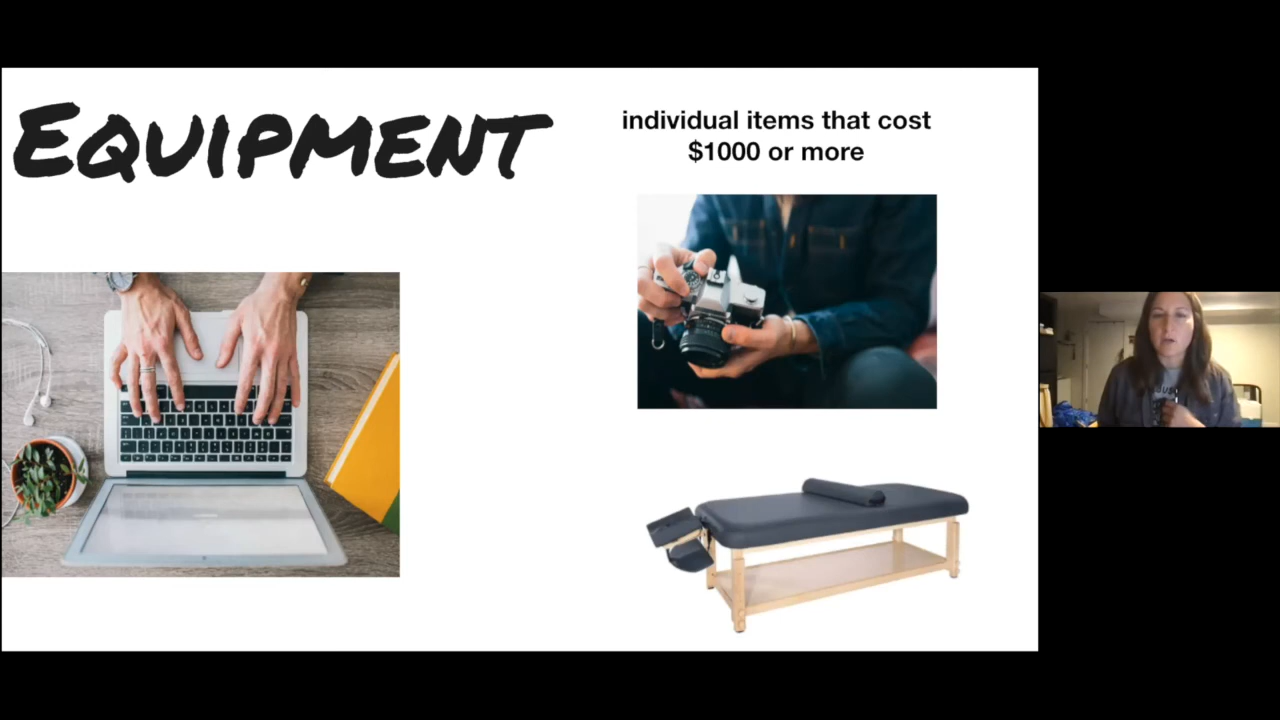 EQUIPMENT
individual items that cost
$1000 or more